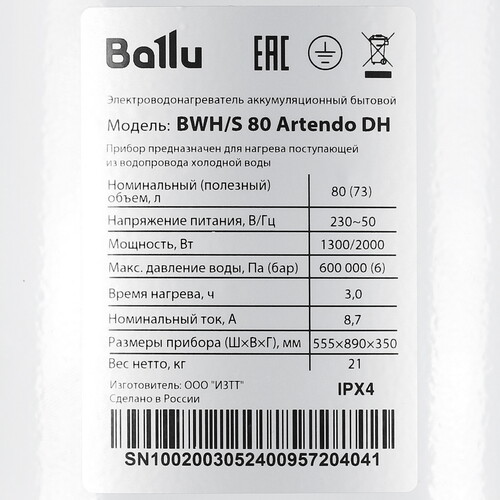 Ballu EAC
Электроводонагреватель аккумуляционный бытовой
Модель: BWH/S 80 Artendo DH
Прибор предназначен для нагрева поступающей
из водопровода холодной воды
Номинальный (полезный)
объем, л 80 (73)
Напряжение питания, В/Гц 230~50
Мощность, Вт 1300/2000
Макс. давление воды, Па (бар) 600 000 (6)
Время нагрева, ч 3,0
Номинальный ток, А 8,7
Размеры прибора (Ш×В×Г), мм 555×890×350
Вес нетто, кг 21
Изготовитель: ООО "ИЗТТ"
Сделано в России IPX4
SN1002003052400957204041